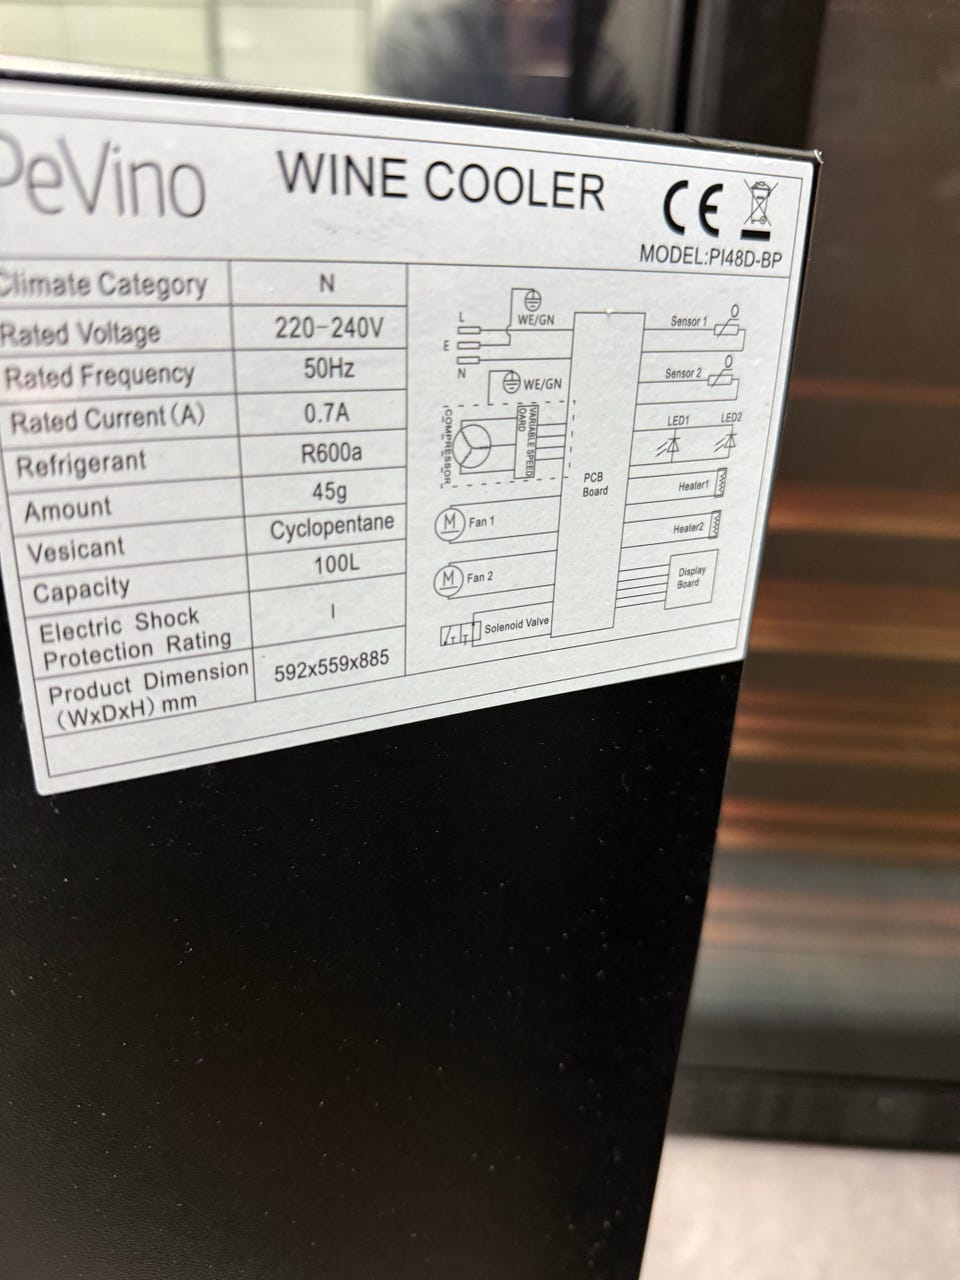 PeVino WINE COOLER CE
MODEL:PI48D-BP
Climate Category N
Rated Voltage 220-240V
Rated Frequency 50Hz
Rated Current(A) 0.7A
Refrigerant R600a
Amount 45g
Vesicant Cyclopentane
Capacity 100L
Electric Shock
Protection Rating I
Product Dimension
(WxDxH) mm 592x559x885
L
E
N
WE/GN
WE/GN
COMPRESSOR
VARIABLE SPEED
OARD
M Fan 1
M Fan 2
Solenoid Valve
PCB
Board
Sensor 1
Sensor 2
LED1 LED2
Heater1
Heater2
Display
Board